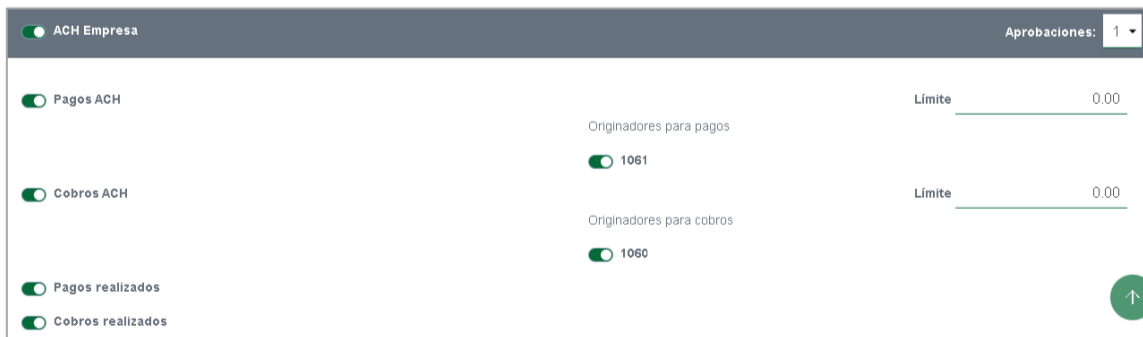 ACH Empresa Aprobaciones: 1
Pagos ACH Límite 0.00
Originadores para pagos
1061
Cobros ACH Límite 0.00
Originadores para cobros
1060
Pagos realizados
Cobros realizados